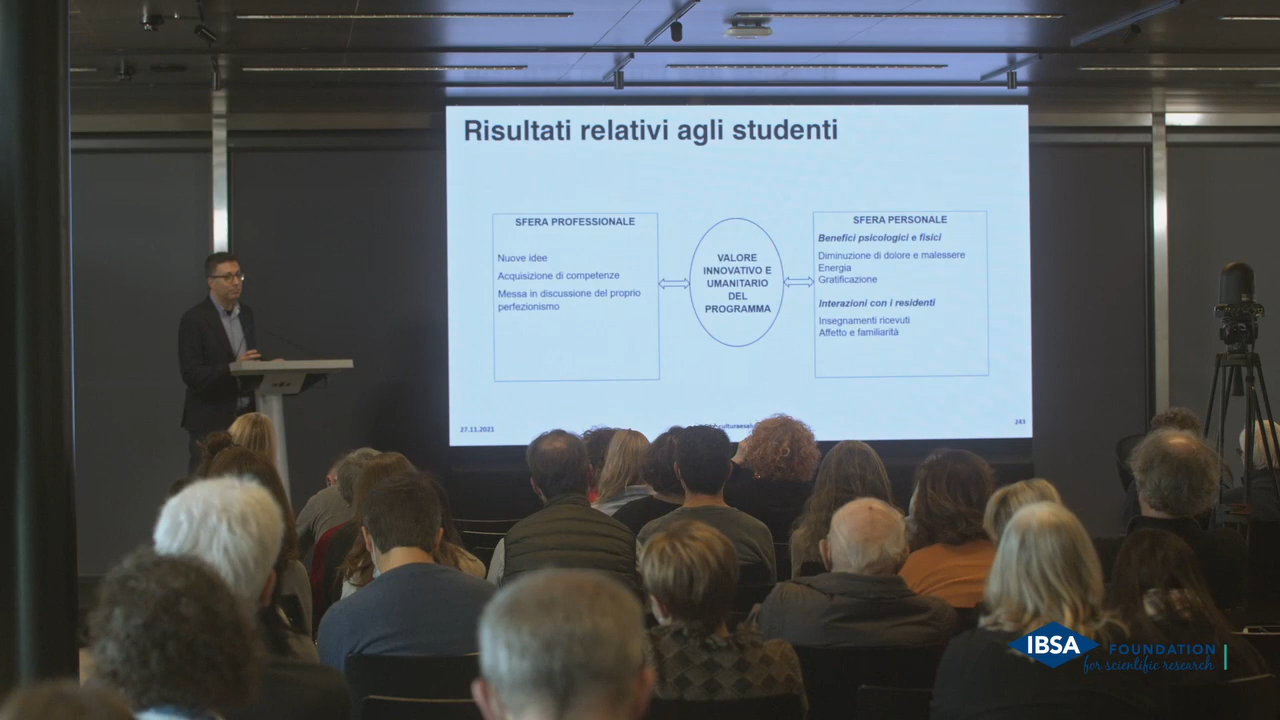 Risultati relativi agli studenti
SFERA PROFESSIONALE
Nuove idee
Acquisizione di competenze
Messa in discussione del proprio
perfezionismo
VALORE
INNOVATIVO E
UMANITARIO
DEL
PROGRAMMA
SFERA PERSONALE
Benefici psicologici e fisici
Diminuzione di dolore e malessere
Energia
Gratificazione
Interazioni con i residenti
Insegnamenti ricevuti
Affetto e familiarità
27.11.2021
243
IBSA FOUNDATION
for scientific research